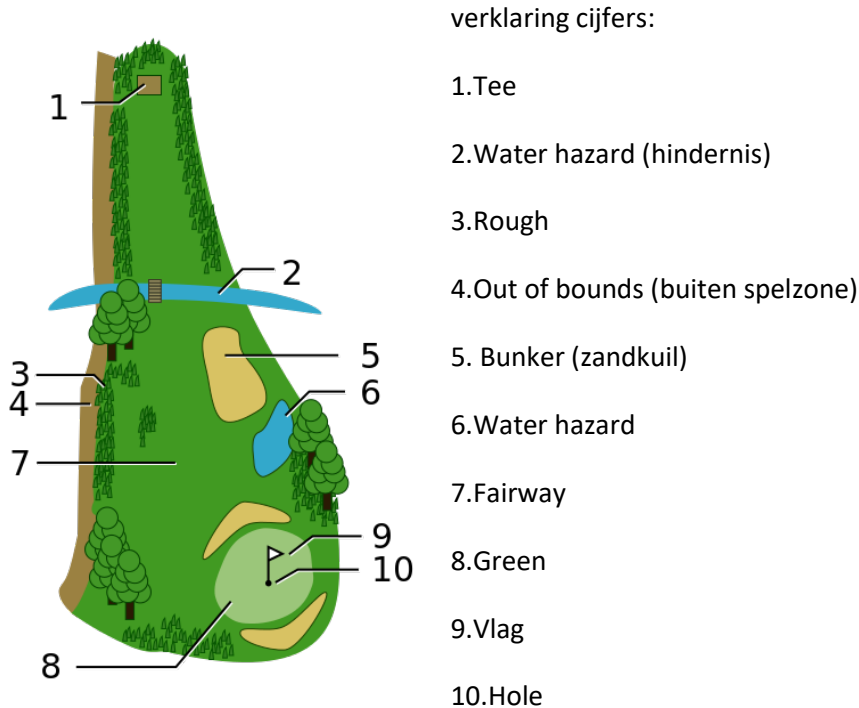 verklaring cijfers:
1.Tee
2.Water hazard (hindernis)
3.Rough
4.Out of bounds (buiten spelzone)
5. Bunker (zandkuil)
6.Water hazard
7.Fairway
8.Green
9.Vlag
10.Hole
1
2
5
3
6
4
7
9
10
8